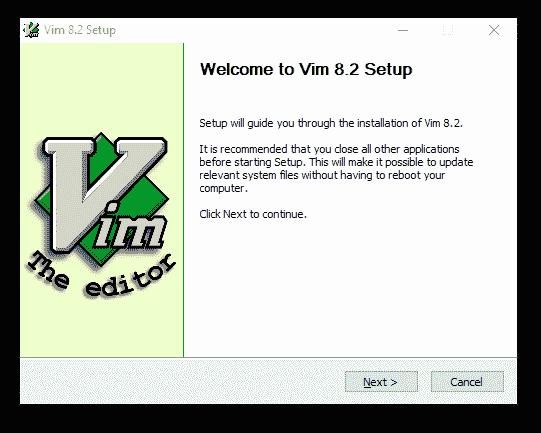 Vim 8.2 Setup
Welcome to Vim 8.2 Setup
Setup will guide you through the installation of Vim 8.2.
It is recommended that you close all other applications
before starting Setup. This will make it possible to update
relevant system files without having to reboot your
computer.
Click Next to continue.
Vim
The editor
Next >
Cancel